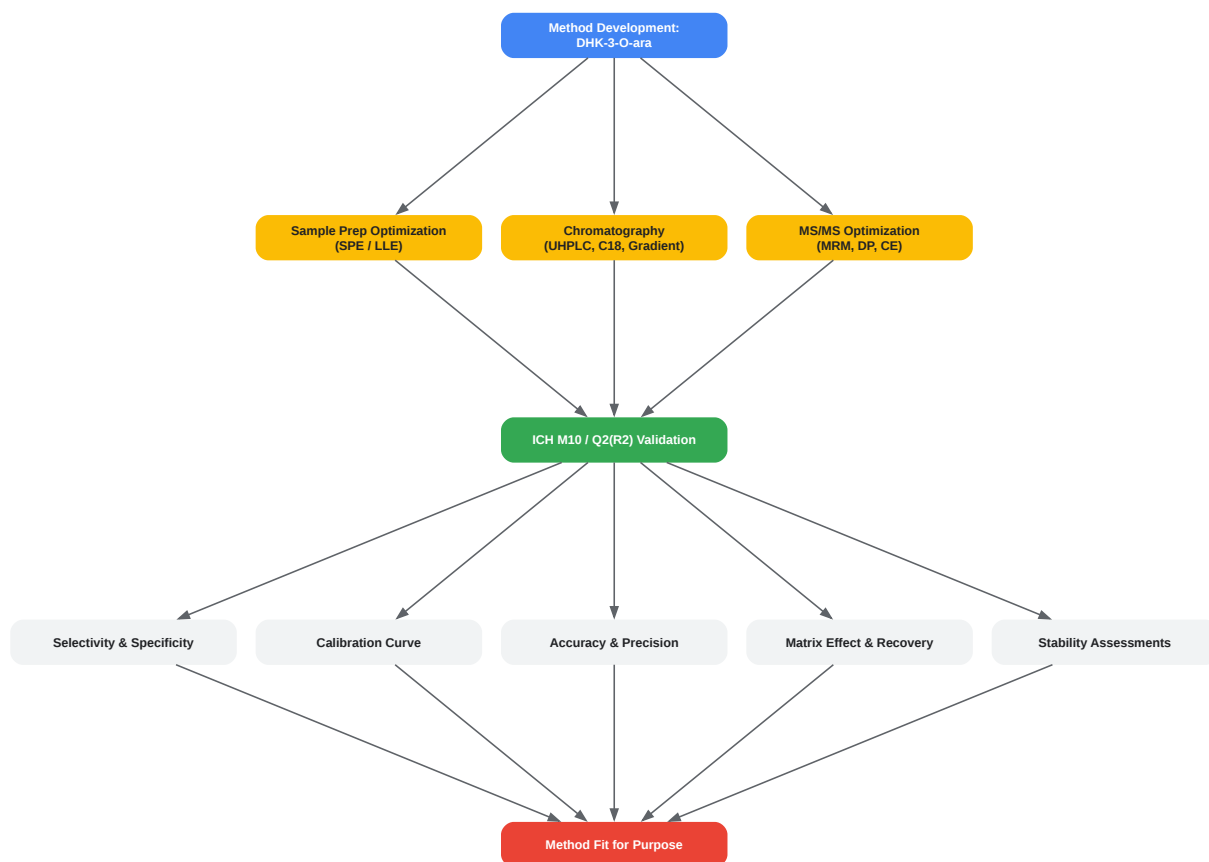 Method Development:
DHK-3-O-ara
Sample Prep Optimization
(SPE / LLE)
Chromatography
(UHPLC, C18, Gradient)
MS/MS Optimization
(MRM, DP, CE)
ICH M10 / Q2(R2) Validation
Selectivity & Specificity
Calibration Curve
Accuracy & Precision
Matrix Effect & Recovery
Stability Assessments
Method Fit for Purpose